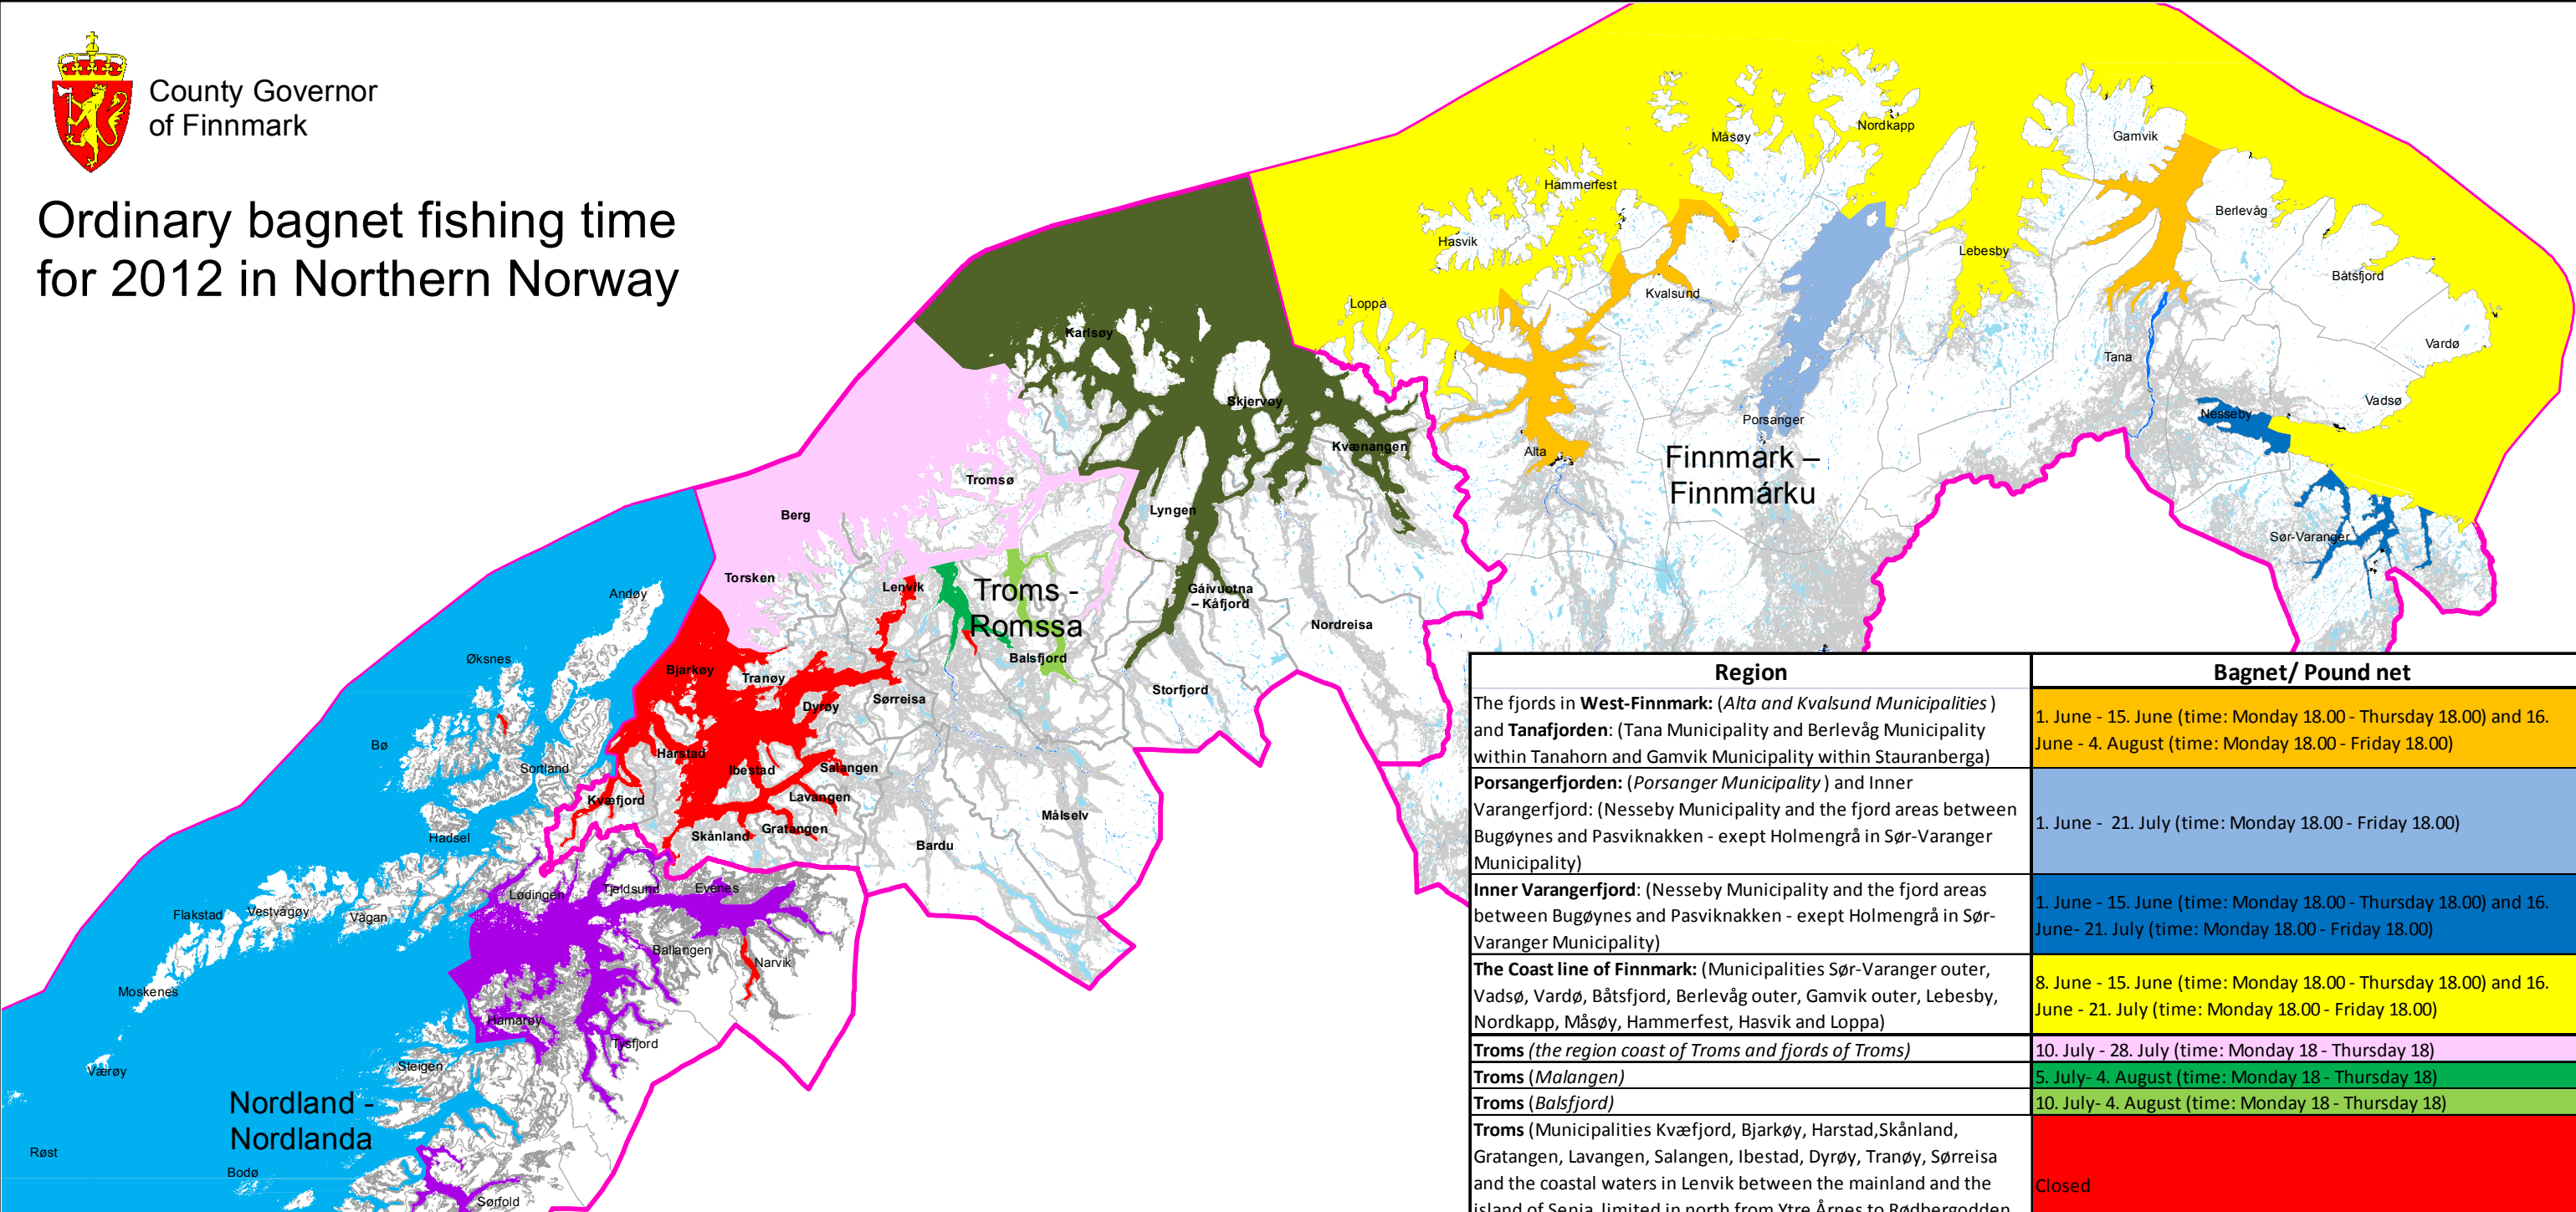 County Governor
of Finnmark
Ordinary bagnet fishing time
for 2012 in Northern Norway
Måsøy
Nordkapp
Gamvik
Hammerfest
Berlevåg
Hasvik
Lebesby
Båtsfjord
Kvalsund
Loppa
Karlsøy
Vardø
Tana
Skjervøy
Vadsø
Nesseby
Porsanger
Kvænangen
Alta
Finnmark –
Finnmárku
Tromsø
Lyngen
Berg
Sør-Varanger
Torsken
Lenvik
Troms -
Romssa
Gáivuotna
– Kåfjord
Andøy
Nordreisa
Øksnes
Balsfjord
Bjarkøy
Tranøy
Storfjord
Sørreisa
Dyrøy
Bø
Harstad
Sortland
Ibestad
Salangen
Kvæfjord
Lavangen
Målselv
Gratangen
Skånland
Hadsel
Bardu
Tjeldsund
Evenes
Lødingen
Flakstad
Vestvågøy
Vågan
Ballangen
Narvik
Moskenes
Hamarøy
Tysfjord
Værøy
Steigen
Nordland -
Nordlanda
Røst
Bodø
Sørfold
Region
Bagnet/ Pound net
The fjords in West-Finnmark: (Alta and Kvalsund Municipalities )
and Tanafjorden: (Tana Municipality and Berlevåg Municipality
within Tanahorn and Gamvik Municipality within Stauranberga)
1. June - 15. June (time: Monday 18.00 - Thursday 18.00) and 16.
June - 4. August (time: Monday 18.00 - Friday 18.00)
Porsangerfjorden: (Porsanger Municipality ) and Inner
Varangerfjord: (Nesseby Municipality and the fjord areas between
Bugøynes and Pasviknakken - exept Holmengrå in Sør-Varanger
Municipality)
1. June -  21. July (time: Monday 18.00 - Friday 18.00)
Inner Varangerfjord: (Nesseby Municipality and the fjord areas
between Bugøynes and Pasviknakken - exept Holmengrå in Sør-
Varanger Municipality)
1. June - 15. June (time: Monday 18.00 - Thursday 18.00) and 16.
June- 21. July (time: Monday 18.00 - Friday 18.00)
The Coast line of Finnmark: (Municipalities Sør-Varanger outer,
Vadsø, Vardø, Båtsfjord, Berlevåg outer, Gamvik outer, Lebesby,
Nordkapp, Måsøy, Hammerfest, Hasvik and Loppa)
8. June - 15. June (time: Monday 18.00 - Thursday 18.00) and 16.
June - 21. July (time: Monday 18.00 - Friday 18.00)
Troms (the region coast of Troms and fjords of Troms)
10. July - 28. July (time: Monday 18 - Thursday 18)
Troms (Malangen)
5. July- 4. August (time: Monday 18 - Thursday 18)
Troms (Balsfjord)
10. July- 4. August (time: Monday 18 - Thursday 18)
Troms (Municipalities Kvæfjord, Bjarkøy, Harstad,Skånland,
Gratangen, Lavangen, Salangen, Ibestad, Dyrøy, Tranøy, Sørreisa
and the coastal waters in Lenvik between the mainland and the
island of Senja, limited in north from Ytre Årnes to Rødbergodden
Closed